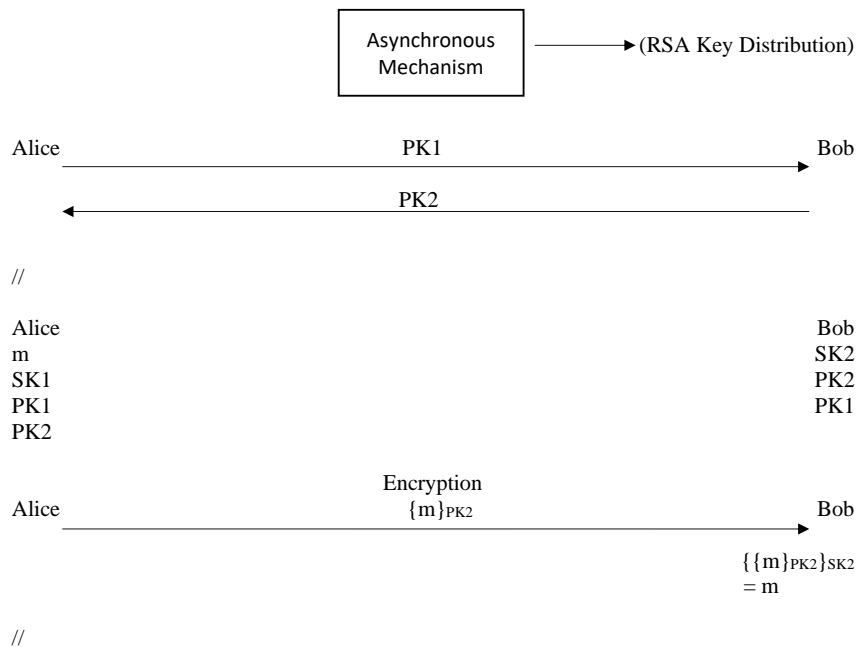 Asynchronous
Mechanism
(RSA Key Distribution)
Alice PK1 Bob
PK2
//
Alice Bob
m SK2
SK1 PK2
PK1 PK1
PK2
Encryption
Alice {m}PK2 Bob
{{m}PK2}SK2
= m
//